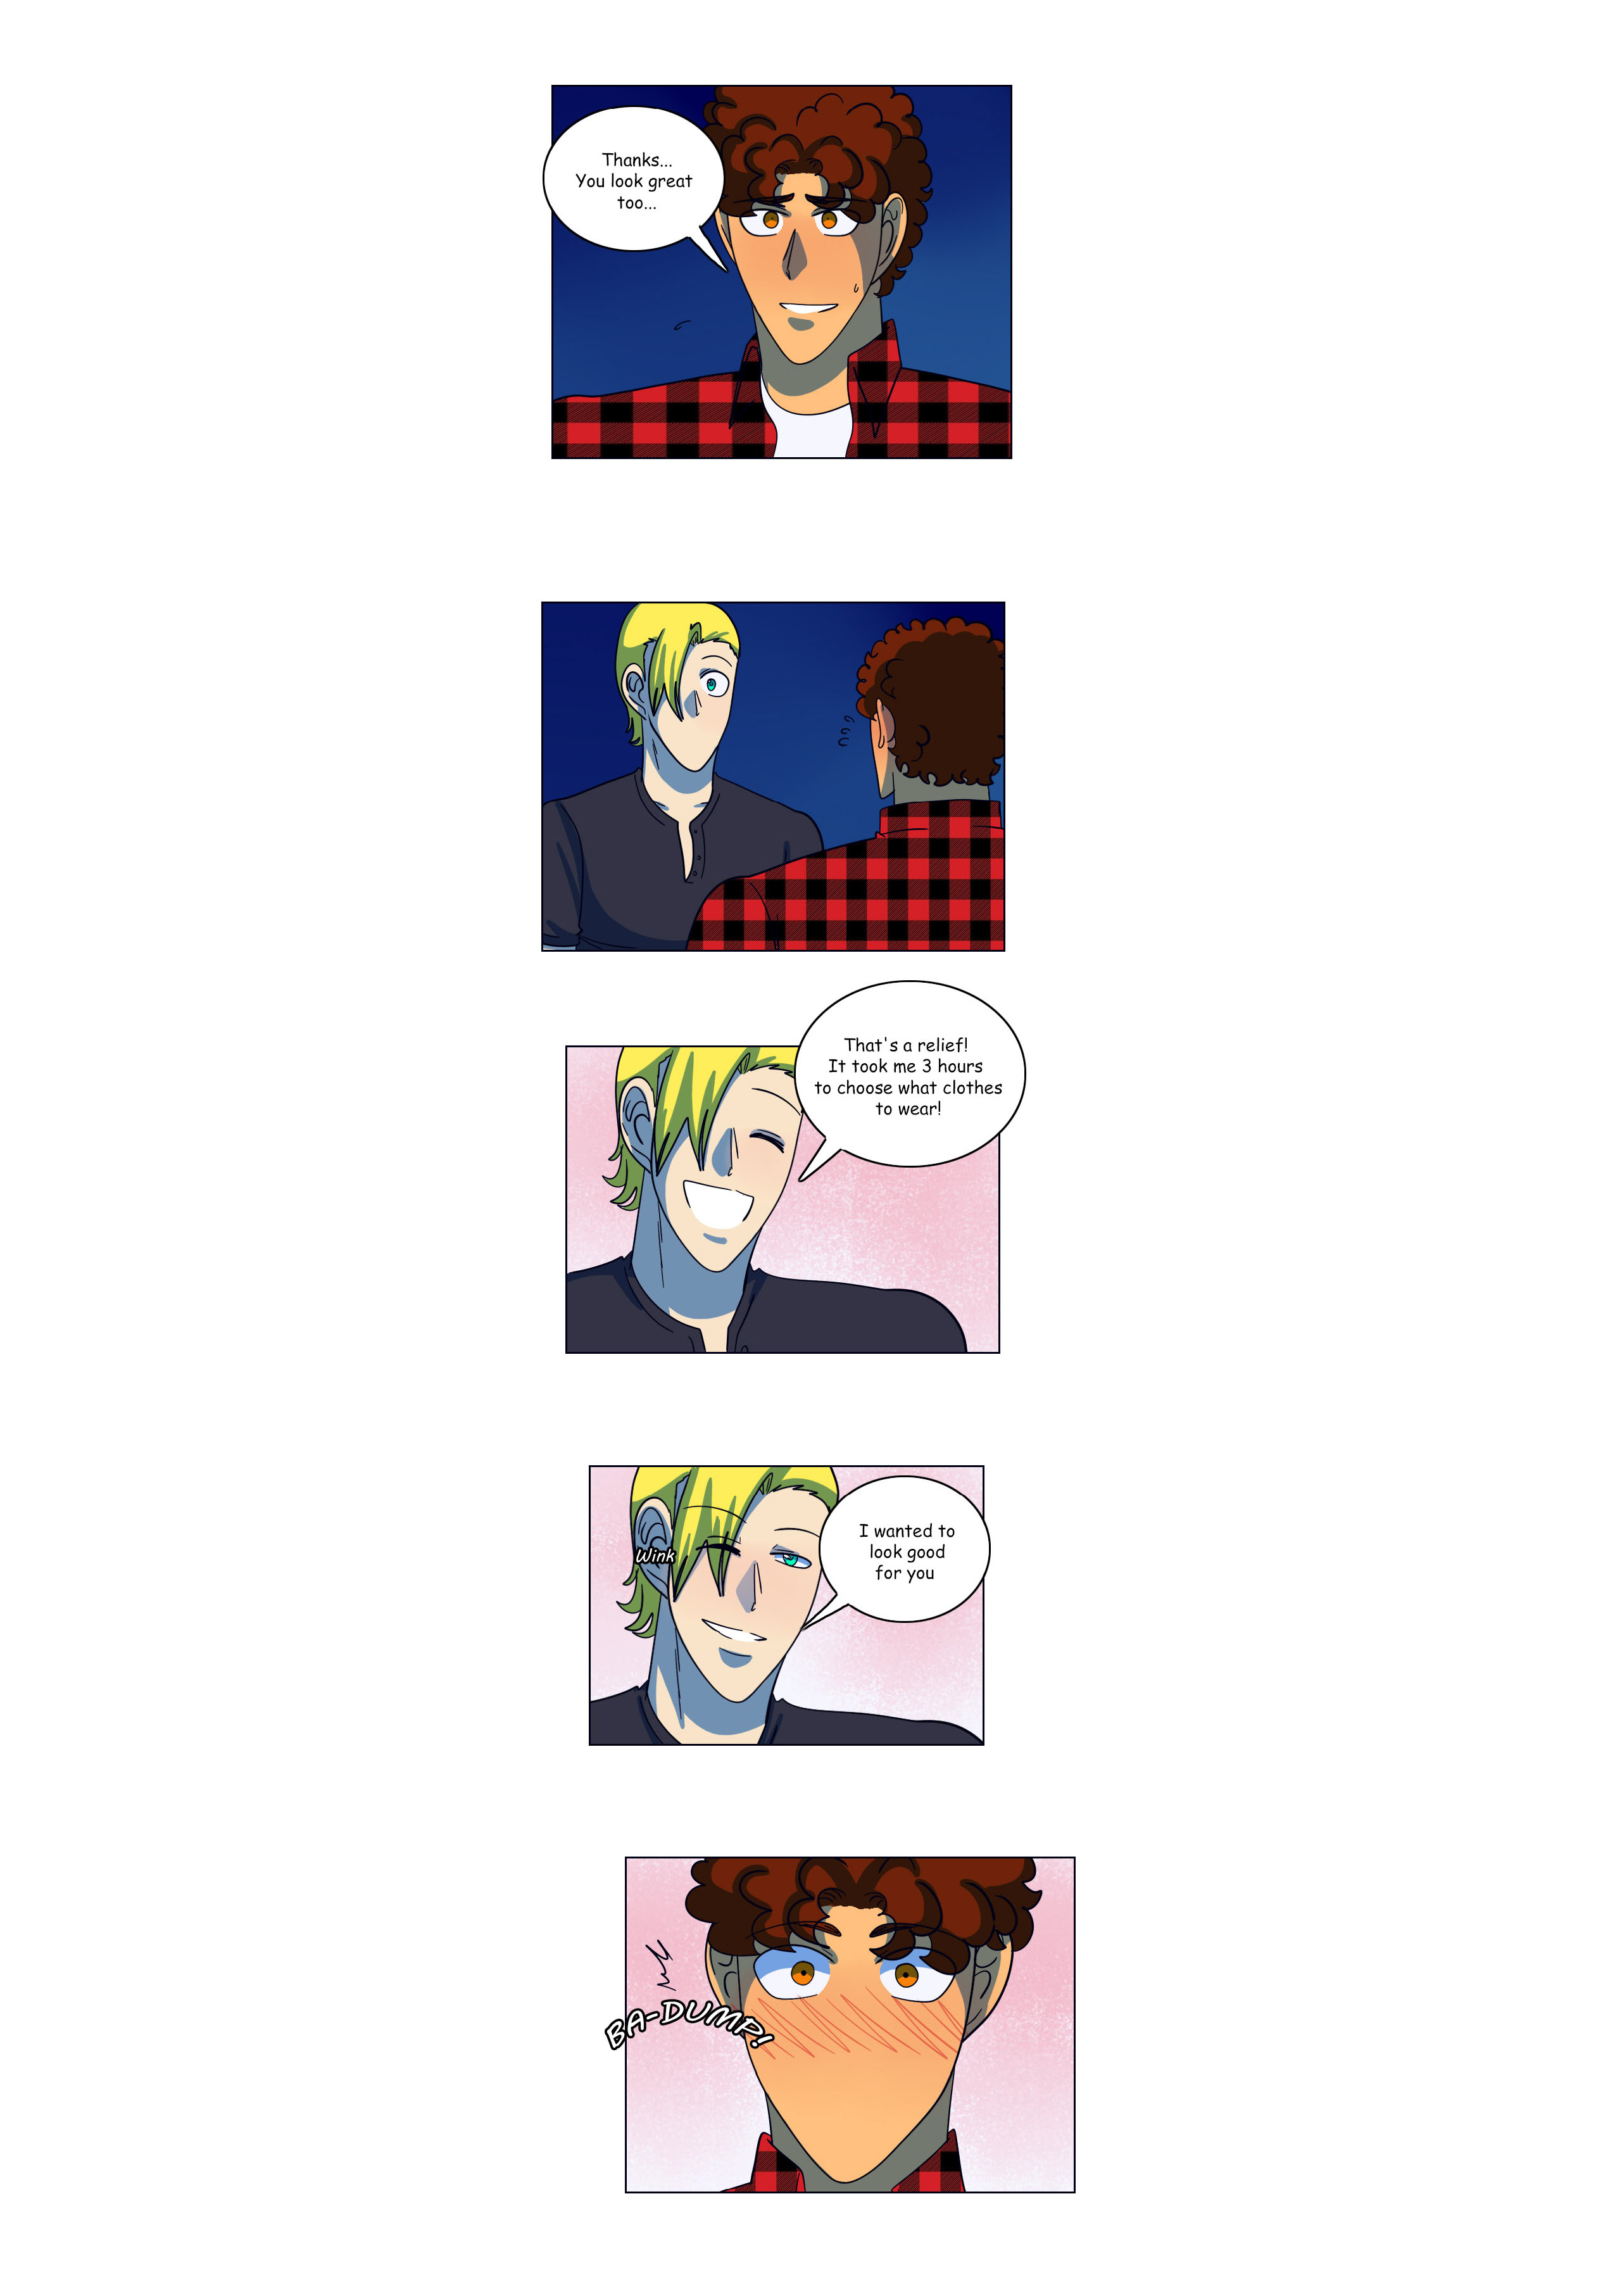 Thanks...
You look great
too...
That's a relief!
It took me 3 hours
to choose what clothes
to wear!
I wanted to
look good
for you
Wink
BA-DUMP!